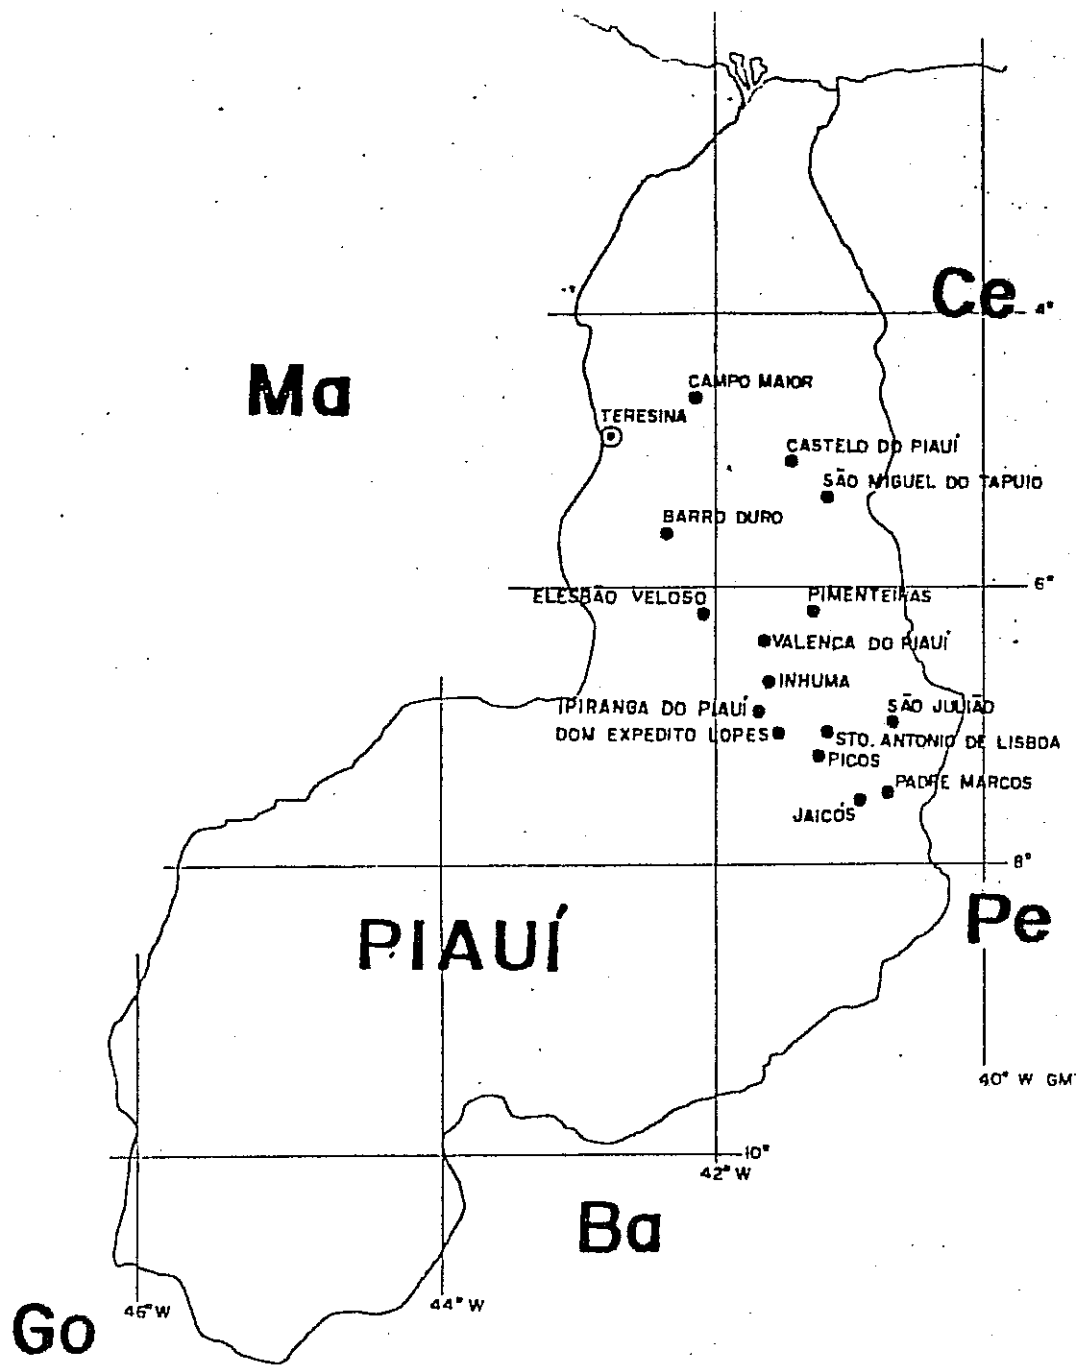 Ce
4°
Ma
CAMPO MAIOR
TERESINA
CASTELO DO PIAUÍ
SÃO MIGUEL DO TAPUIO
BARRO DURO
6°
ELESBÃO VELOSO
PIMENTEIRAS
VALENCA DO PIAUÍ
INHUMA
IPIRANGA DO PIAUÍ
SÃO JULIÃO
DOM EXPEDITO LOPES
STO. ANTONIO DE LISBOA
PICOS
PADRE MARCOS
JAICÓS
8°
PIAUÍ
Pe
40° W GMT
10°
42° W
Ba
46° W
44° W
Go